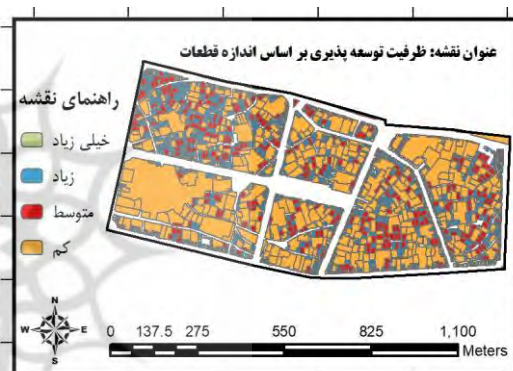 عنوان نقشه: ظرفیت توسعه پذیری بر اساس اندازه قطعات
راهنمای نقشه
خیلی زیاد
زیاد
متوسط
کم
N
W E
S
0 137.5 275 550 825 1,100
Meters